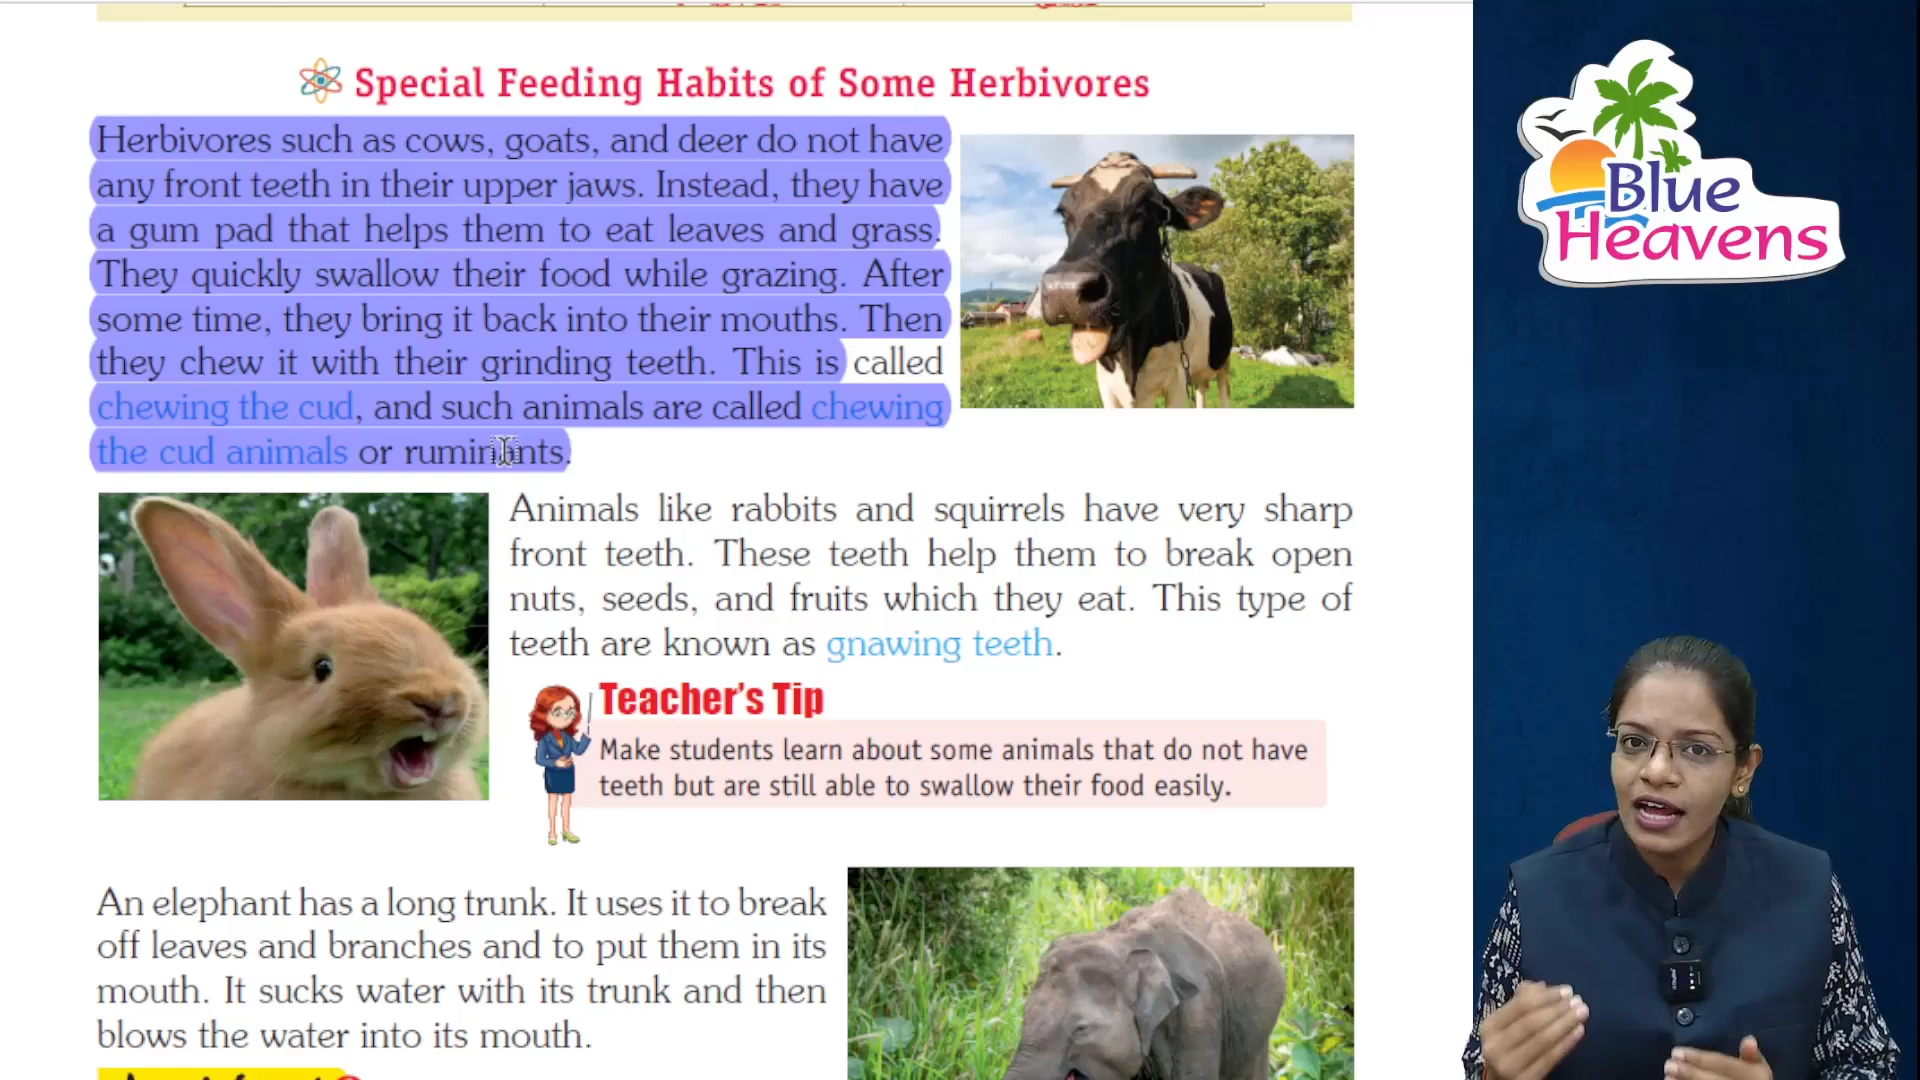 Special Feeding Habits of Some Herbivores
Herbivores such as cows, goats, and deer do not have
any front teeth in their upper jaws. Instead, they have
a gum pad that helps them to eat leaves and grass.
They quickly swallow their food while grazing. After
some time, they bring it back into their mouths. Then
they chew it with their grinding teeth. This is called
chewing the cud, and such animals are called chewing
the cud animals or ruminants.
Animals like rabbits and squirrels have very sharp
front teeth. These teeth help them to break open
nuts, seeds, and fruits which they eat. This type of
teeth are known as gnawing teeth.
Teacher's Tip
Make students learn about some animals that do not have
teeth but are still able to swallow their food easily.
An elephant has a long trunk. It uses it to break
off leaves and branches and to put them in its
mouth. It sucks water with its trunk and then
blows the water into its mouth.
Blue
Heavens